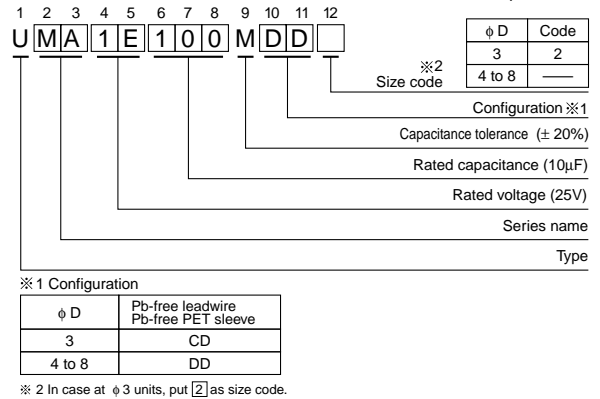 1 2 3 4 5 6 7 8 9 10 11 12
U M A 1 E 1 0 0 M D D
φ D Code
3 2
4 to 8 ——
※2
Size code
Configuration ※1
Capacitance tolerance (± 20%)
Rated capacitance (10μF)
Rated voltage (25V)
Series name
Type
※1 Configuration
φ D Pb-free leadwire
Pb-free PET sleeve
3 CD
4 to 8 DD
※ 2 In case at φ 3 units, put 2 as size code.